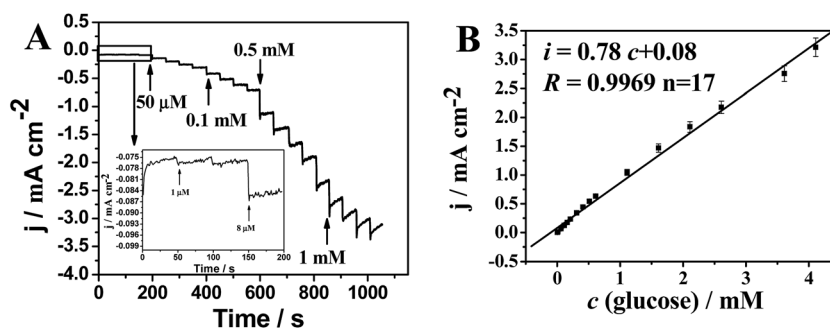 A
j / mA cm-2
0.5
0.0
-0.5
-1.0
-1.5
-2.0
-2.5
-3.0
-3.5
-4.0
0
200
400
600
800
1000
Time / s
50 μM
0.1 mM
0.5 mM
1 mM
j / mA cm-2
-0.075
-0.078
-0.081
-0.084
-0.087
-0.090
-0.093
-0.096
-0.099
0
50
100
150
200
Time / s
1 μM
8 μM
B
j / mA cm-2
3.5
3.0
2.5
2.0
1.5
1.0
0.5
0.0
-0.5
0
1
2
3
4
c (glucose) / mM
i = 0.78 c+0.08
R = 0.9969 n=17